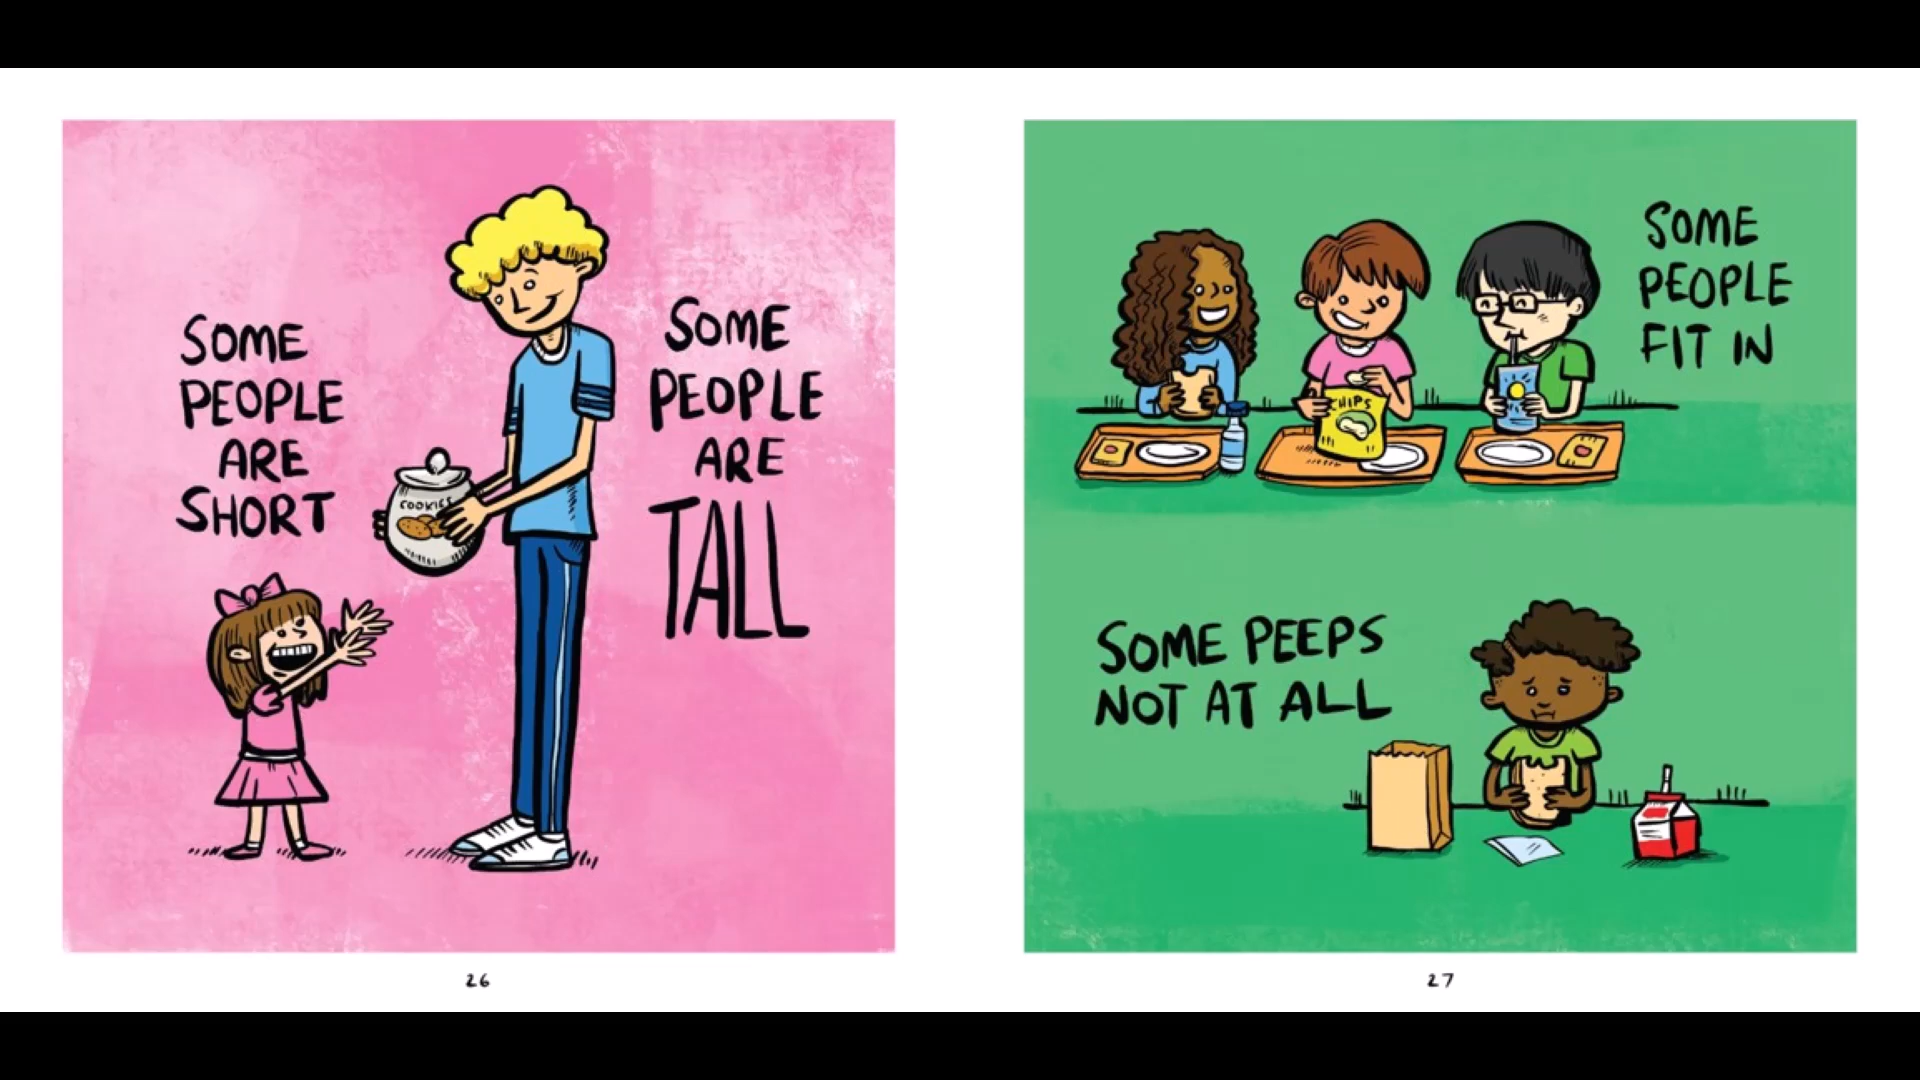 SOME
PEOPLE
ARE
SHORT
SOME
PEOPLE
ARE
TALL
COOKIES
26
SOME
PEOPLE
FIT IN
CHIPS
SOME PEEPS
NOT AT ALL
27